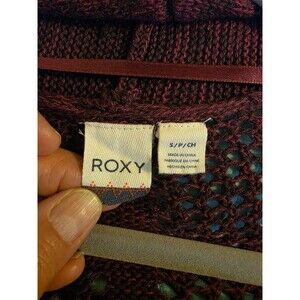 ROXY
S/P/CH
MADE IN CHINA
FABRIQUÉ EN CHINE
HECHO EN CHINA